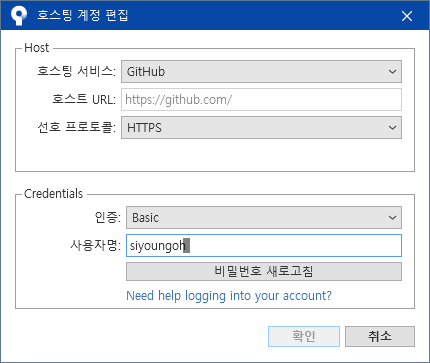 호스팅 계정 편집
Host
호스팅 서비스: GitHub
호스트 URL: https://github.com/
선호 프로토콜: HTTPS
Credentials
인증: Basic
사용자명: siyoungoh
비밀번호 새로고침
Need help logging into your account?
확인 취소